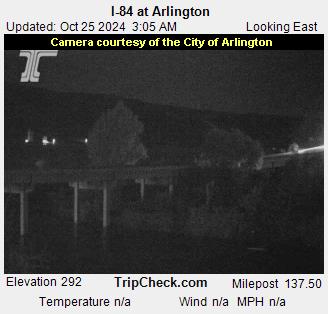 I-84 at Arlington
Updated: Oct 25 2024 3:05 AM Looking East
Camera courtesy of the City of Arlington
Elevation 292 TripCheck.com Milepost 137.50
Temperature n/a Wind n/a MPH n/a